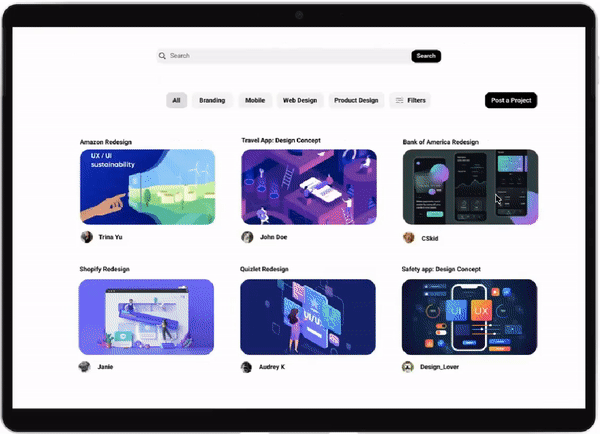 Search
Search
All
Branding
Mobile
Web Design
Product Design
Filters
Post a Project
Amazon Redesign
Travel App: Design Concept
Bank of America Redesign
UX / UI
sustainability
Trina Yu
John Doe
CSkid
Shopify Redesign
Quizlet Redesign
Safety app: Design Concept
UI/UX
UI
UX
Janie
Audrey K
Design_Lover